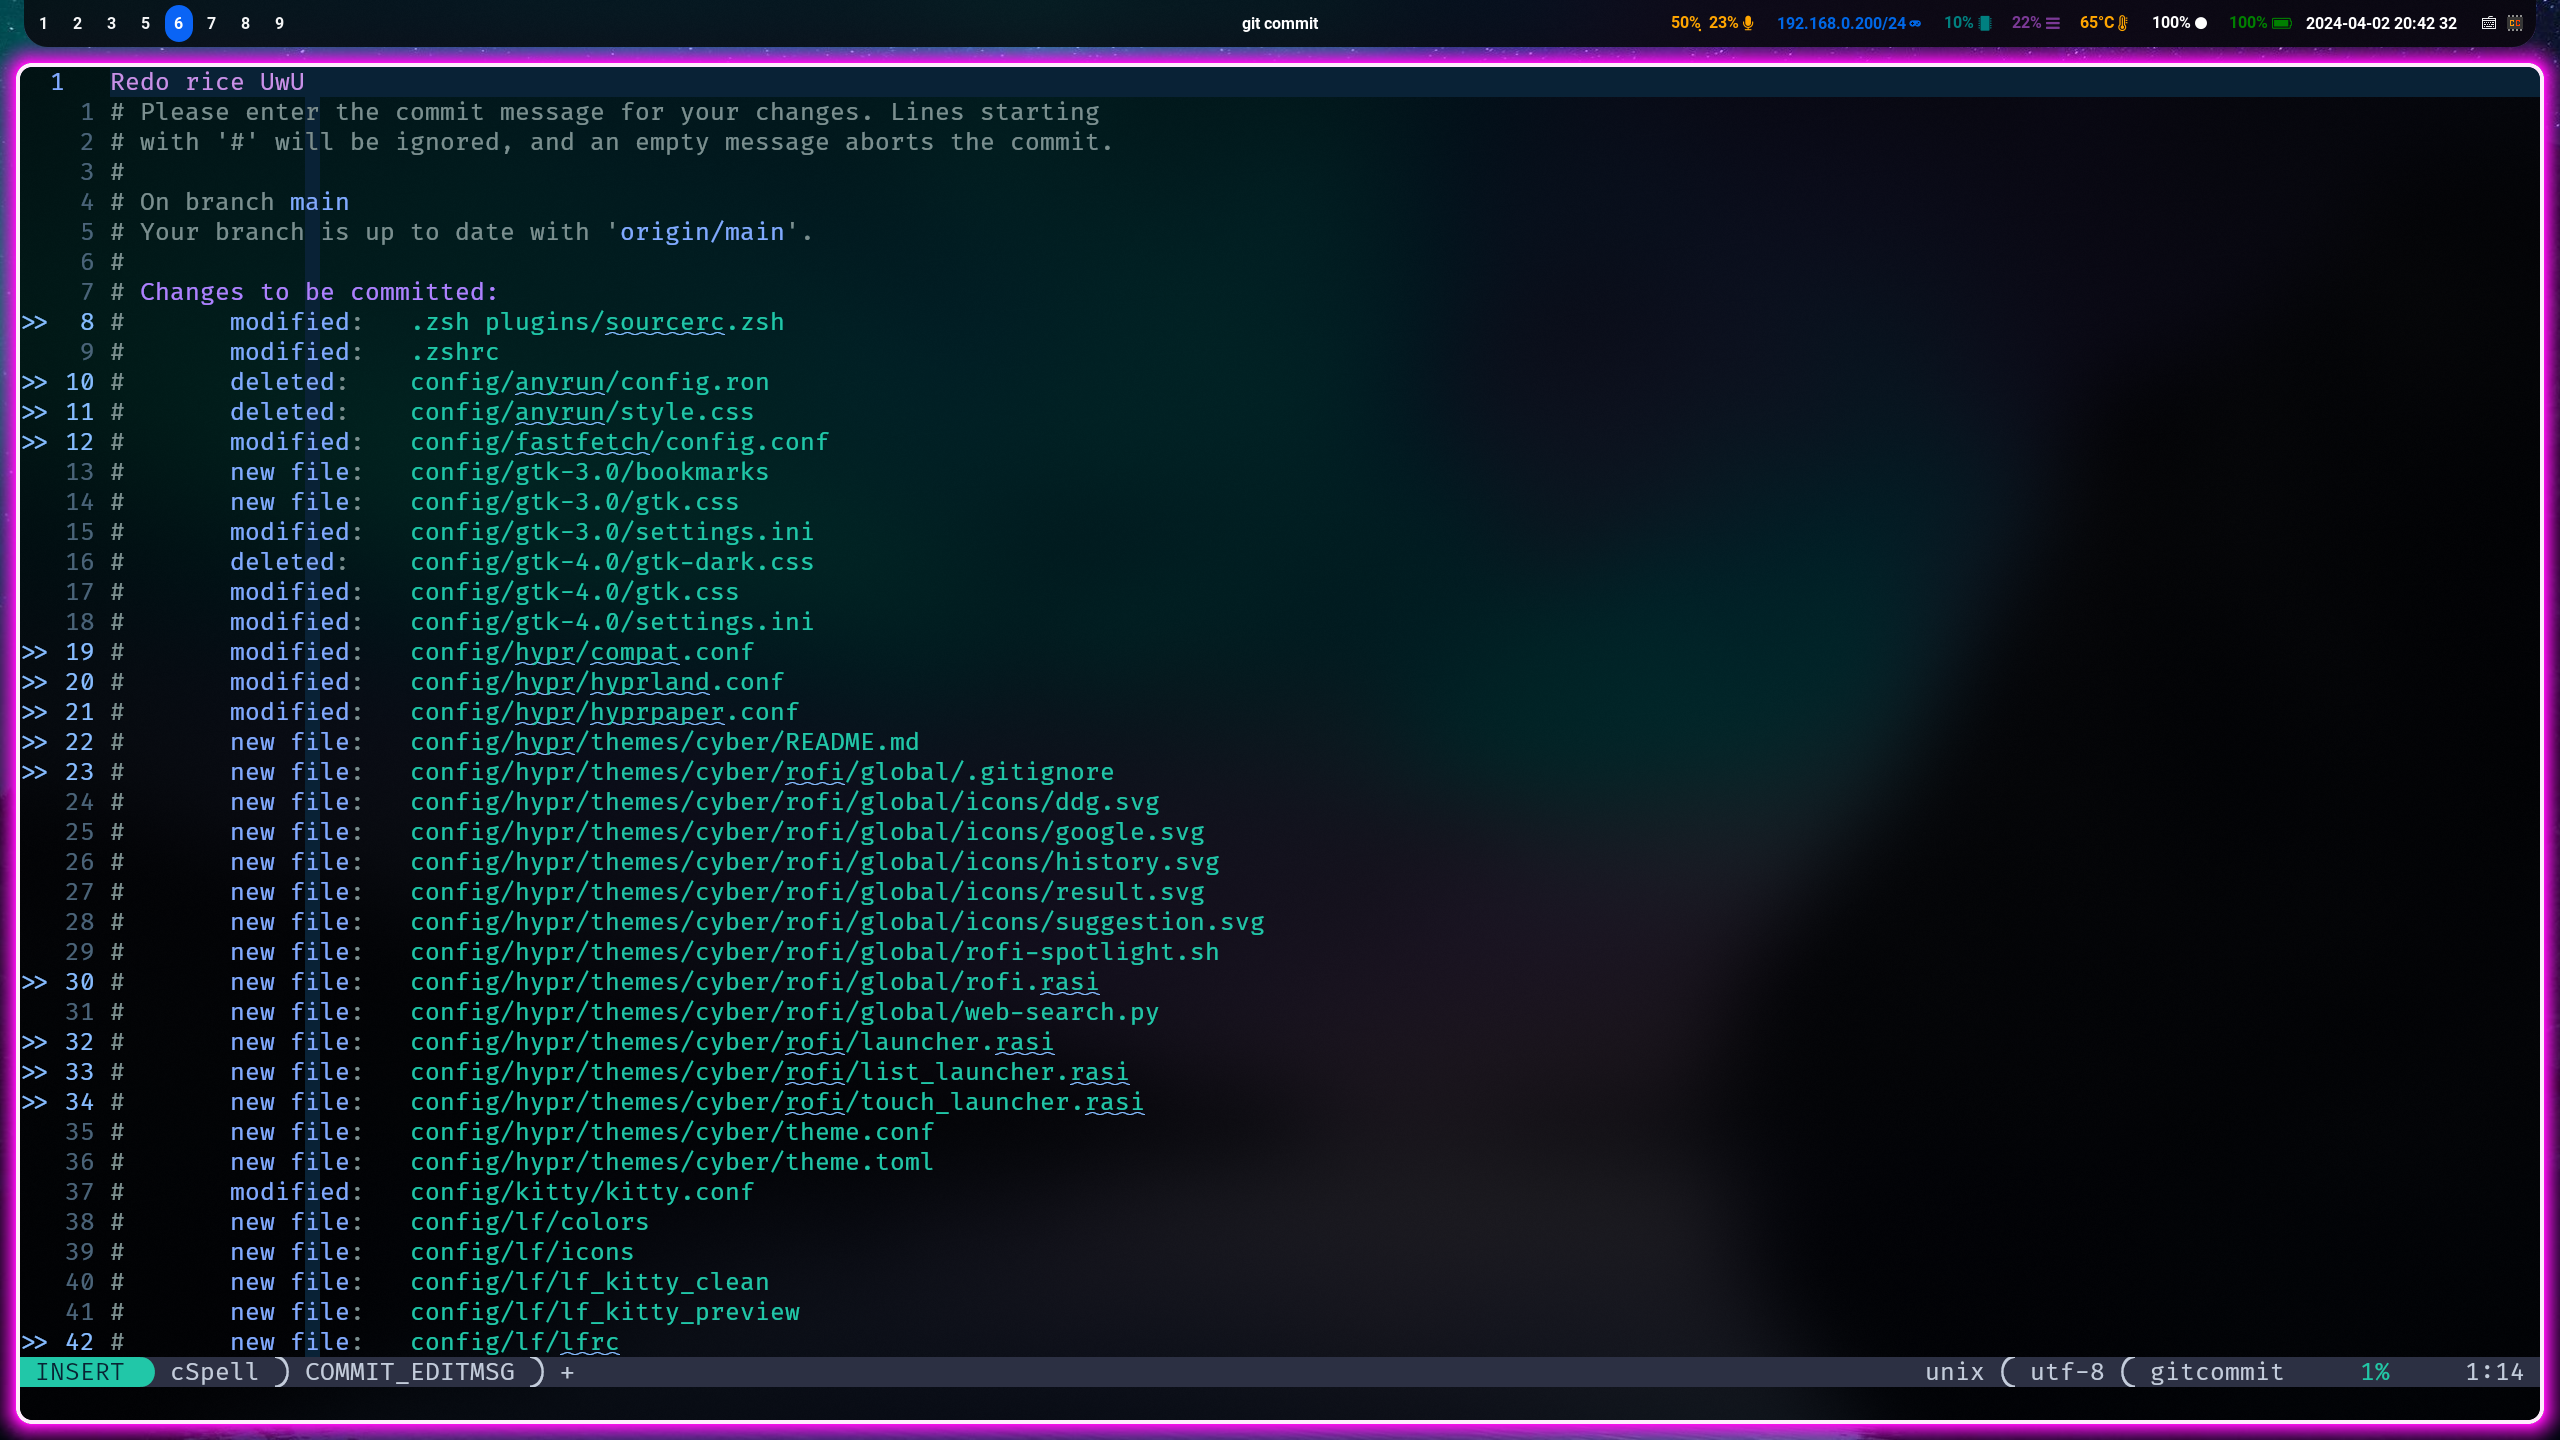 1 2 3 5 6 7 8 9 git commit 50% 23% 192.168.0.200/24 10% 22% 65°C 100% 100% 2024-04-02 20:42 32
1 Redo rice UwU
1 # Please enter the commit message for your changes. Lines starting
2 # with '#' will be ignored, and an empty message aborts the commit.
3 #
4 # On branch main
5 # Your branch is up to date with 'origin/main'.
6 #
7 # Changes to be committed:
>> 8 # modified: .zsh plugins/sourcerc.zsh
9 # modified: .zshrc
>> 10 # deleted: config/anyrun/config.ron
>> 11 # deleted: config/anyrun/style.css
>> 12 # modified: config/fastfetch/config.conf
13 # new file: config/gtk-3.0/bookmarks
14 # new file: config/gtk-3.0/gtk.css
15 # modified: config/gtk-3.0/settings.ini
16 # deleted: config/gtk-4.0/gtk-dark.css
17 # modified: config/gtk-4.0/gtk.css
18 # modified: config/gtk-4.0/settings.ini
>> 19 # modified: config/hypr/compat.conf
>> 20 # modified: config/hypr/hyprland.conf
>> 21 # modified: config/hypr/hyprpaper.conf
>> 22 # new file: config/hypr/themes/cyber/README.md
>> 23 # new file: config/hypr/themes/cyber/rofi/global/.gitignore
24 # new file: config/hypr/themes/cyber/rofi/global/icons/ddg.svg
25 # new file: config/hypr/themes/cyber/rofi/global/icons/google.svg
26 # new file: config/hypr/themes/cyber/rofi/global/icons/history.svg
27 # new file: config/hypr/themes/cyber/rofi/global/icons/result.svg
28 # new file: config/hypr/themes/cyber/rofi/global/icons/suggestion.svg
29 # new file: config/hypr/themes/cyber/rofi/global/rofi-spotlight.sh
>> 30 # new file: config/hypr/themes/cyber/rofi/global/rofi.rasi
31 # new file: config/hypr/themes/cyber/rofi/global/web-search.py
>> 32 # new file: config/hypr/themes/cyber/rofi/launcher.rasi
>> 33 # new file: config/hypr/themes/cyber/rofi/list_launcher.rasi
>> 34 # new file: config/hypr/themes/cyber/rofi/touch_launcher.rasi
35 # new file: config/hypr/themes/cyber/theme.conf
36 # new file: config/hypr/themes/cyber/theme.toml
37 # modified: config/kitty/kitty.conf
38 # new file: config/lf/colors
39 # new file: config/lf/icons
40 # new file: config/lf/lf_kitty_clean
41 # new file: config/lf/lf_kitty_preview
>> 42 # new file: config/lf/lfrc
INSERT cSpell ) COMMIT_EDITMSG ) + unix ( utf-8 ( gitcommit 1% 1:14